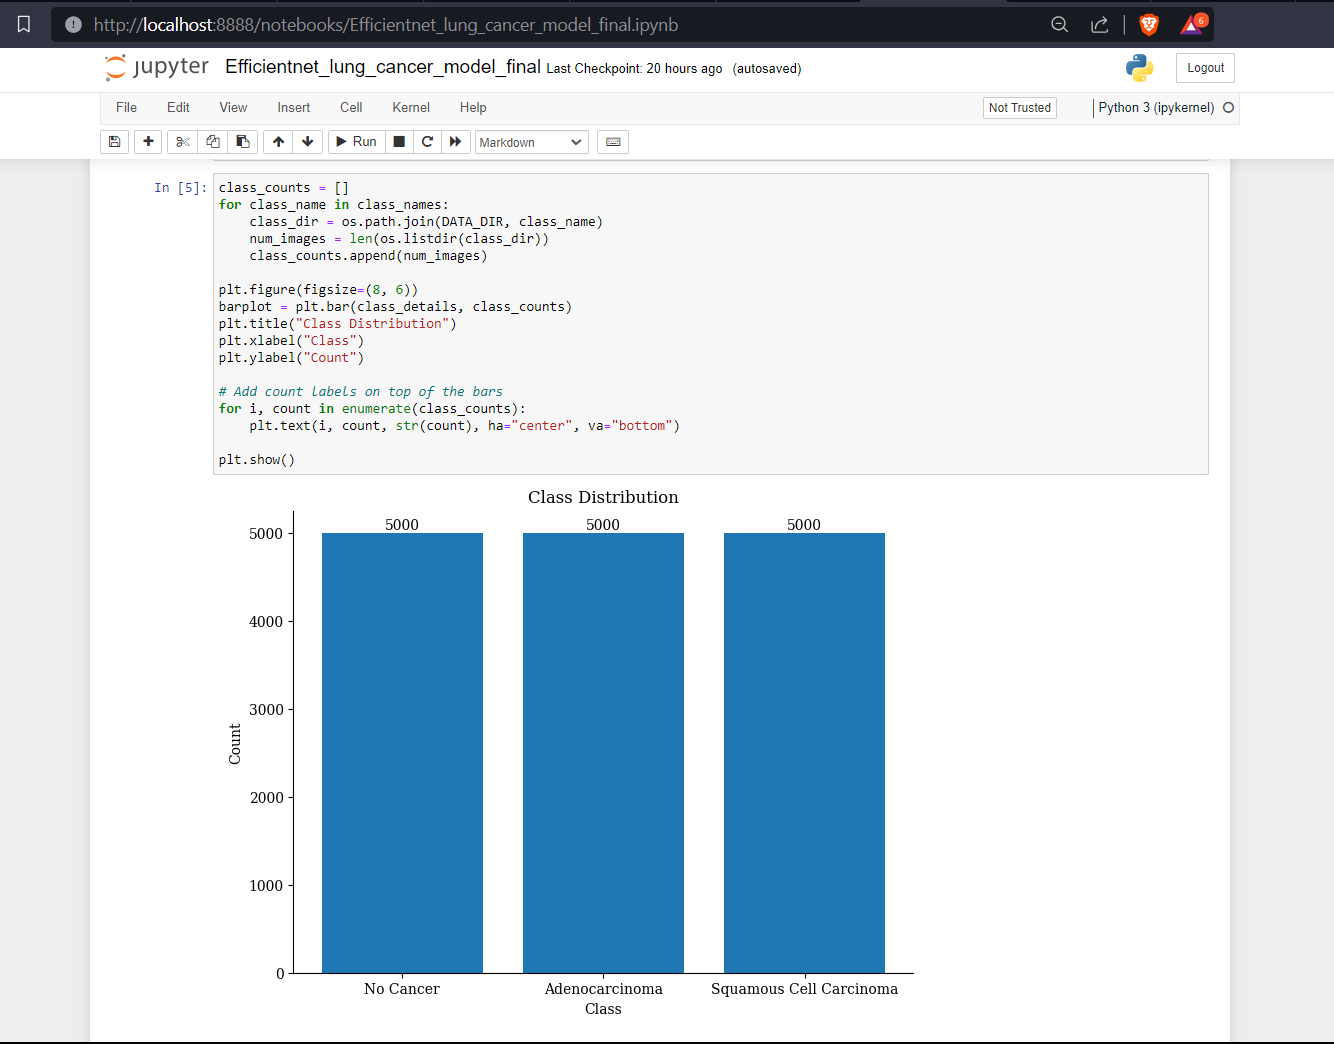 http://localhost:8888/notebooks/Efficientnet_lung_cancer_model_final.ipynb
6
jupyter Efficientnet_lung_cancer_model_final Last Checkpoint: 20 hours ago (autosaved)
Logout
File Edit View Insert Cell Kernel Help
Not Trusted
Python 3 (ipykernel)
Run
Markdown
In [5]:
class_counts = []
for class_name in class_names:
    class_dir = os.path.join(DATA_DIR, class_name)
    num_images = len(os.listdir(class_dir))
    class_counts.append(num_images)
plt.figure(figsize=(8, 6))
barplot = plt.bar(class_details, class_counts)
plt.title("Class Distribution")
plt.xlabel("Class")
plt.ylabel("Count")
# Add count labels on top of the bars
for i, count in enumerate(class_counts):
    plt.text(i, count, str(count), ha="center", va="bottom")
plt.show()
Class Distribution
5000 5000 5000
5000
4000
3000
2000
1000
0
Count
No Cancer Adenocarcinoma Squamous Cell Carcinoma
Class